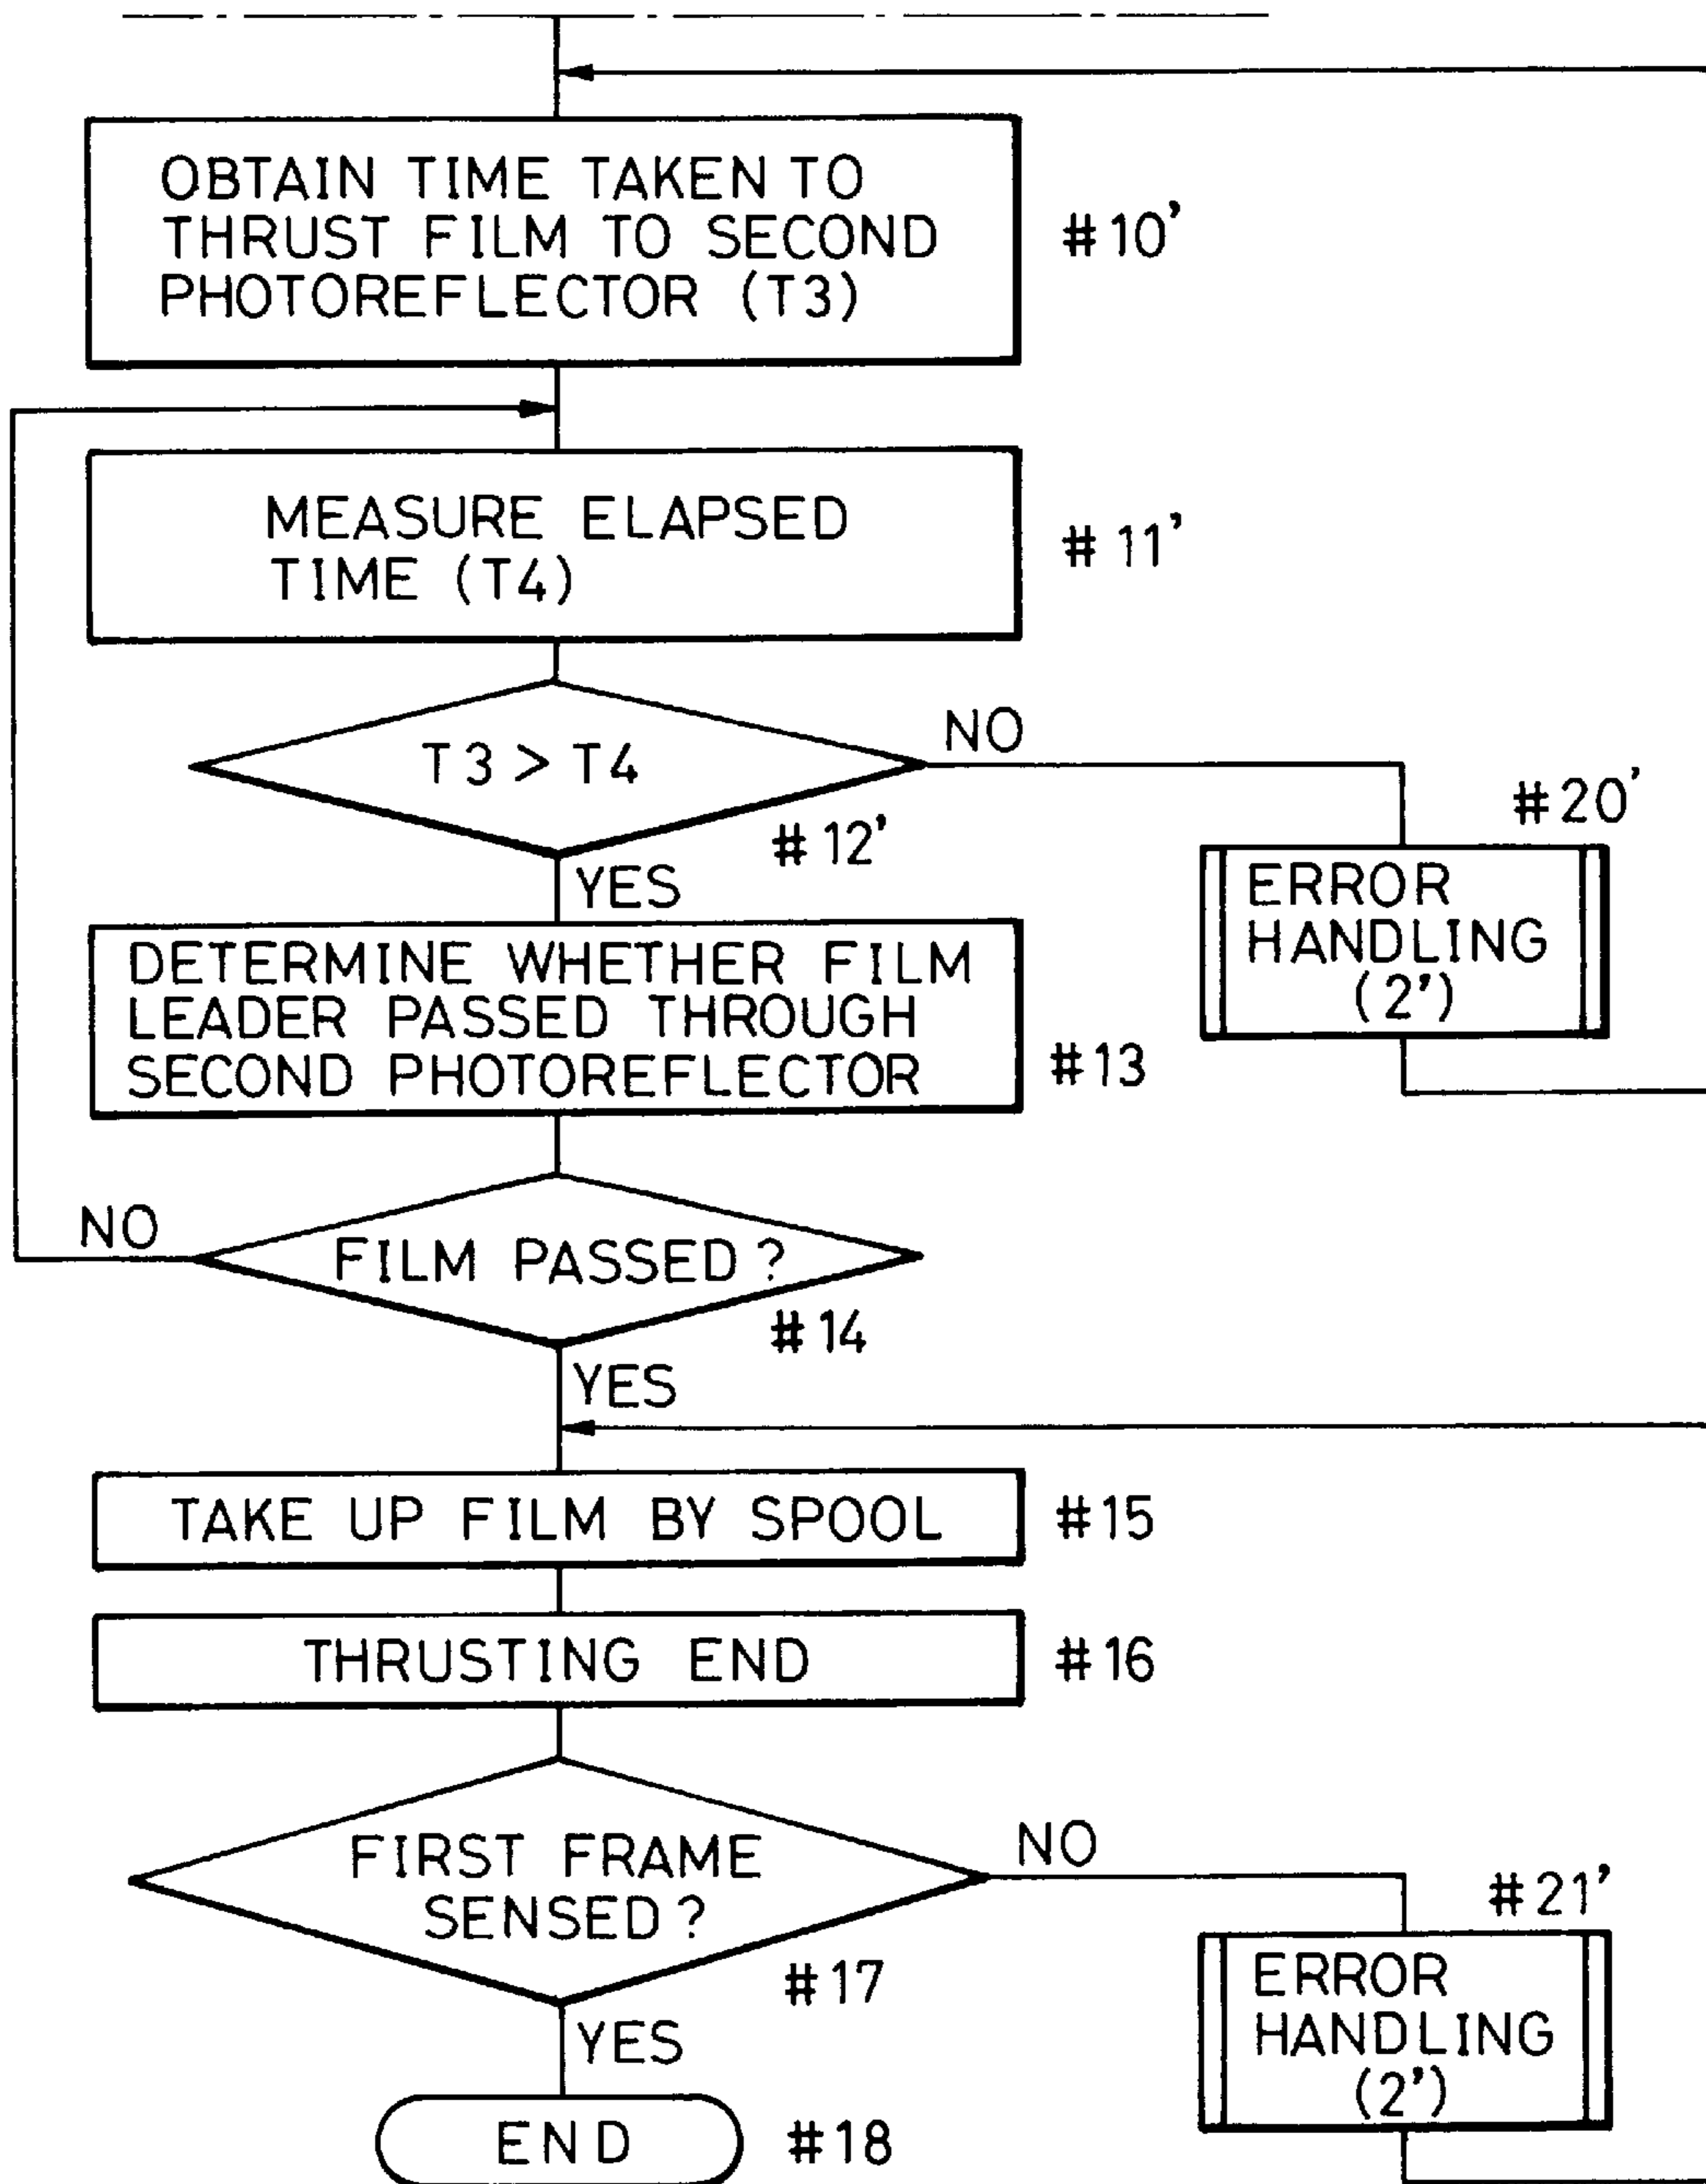 OBTAIN TIME TAKEN TO
THRUST FILM TO SECOND
PHOTOREFLECTOR (T3)
#10'
MEASURE ELAPSED
TIME (T4)
#11'
T3 > T4
NO
#12'
YES
#20'
ERROR
HANDLING
(2')
DETERMINE WHETHER FILM
LEADER PASSED THROUGH
SECOND PHOTOREFLECTOR
#13
NO
FILM PASSED ?
#14
YES
TAKE UP FILM BY SPOOL
#15
THRUSTING END
#16
FIRST FRAME
SENSED ?
NO
#17
#21'
ERROR
HANDLING
(2')
YES
END
#18